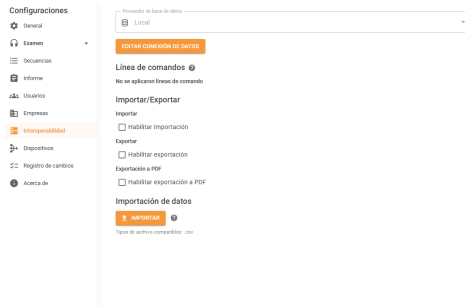 Configuraciones
General
Examen
Secuencias
Informe
Usuarios
Empresas
Interoperabilidad
Dispositivos
Registro de cambios
Acerca de
Proveedor de base de datos
Local
EDITAR CONEXIÓN DE DATOS
Línea de comandos
No se aplicaron líneas de comando
Importar/Exportar
Importar
Habilitar importación
Exportar
Habilitar exportación
Exportación a PDF
Habilitar exportación a PDF
Importación de datos
IMPORTAR
Tipos de archivo compatibles: .csv